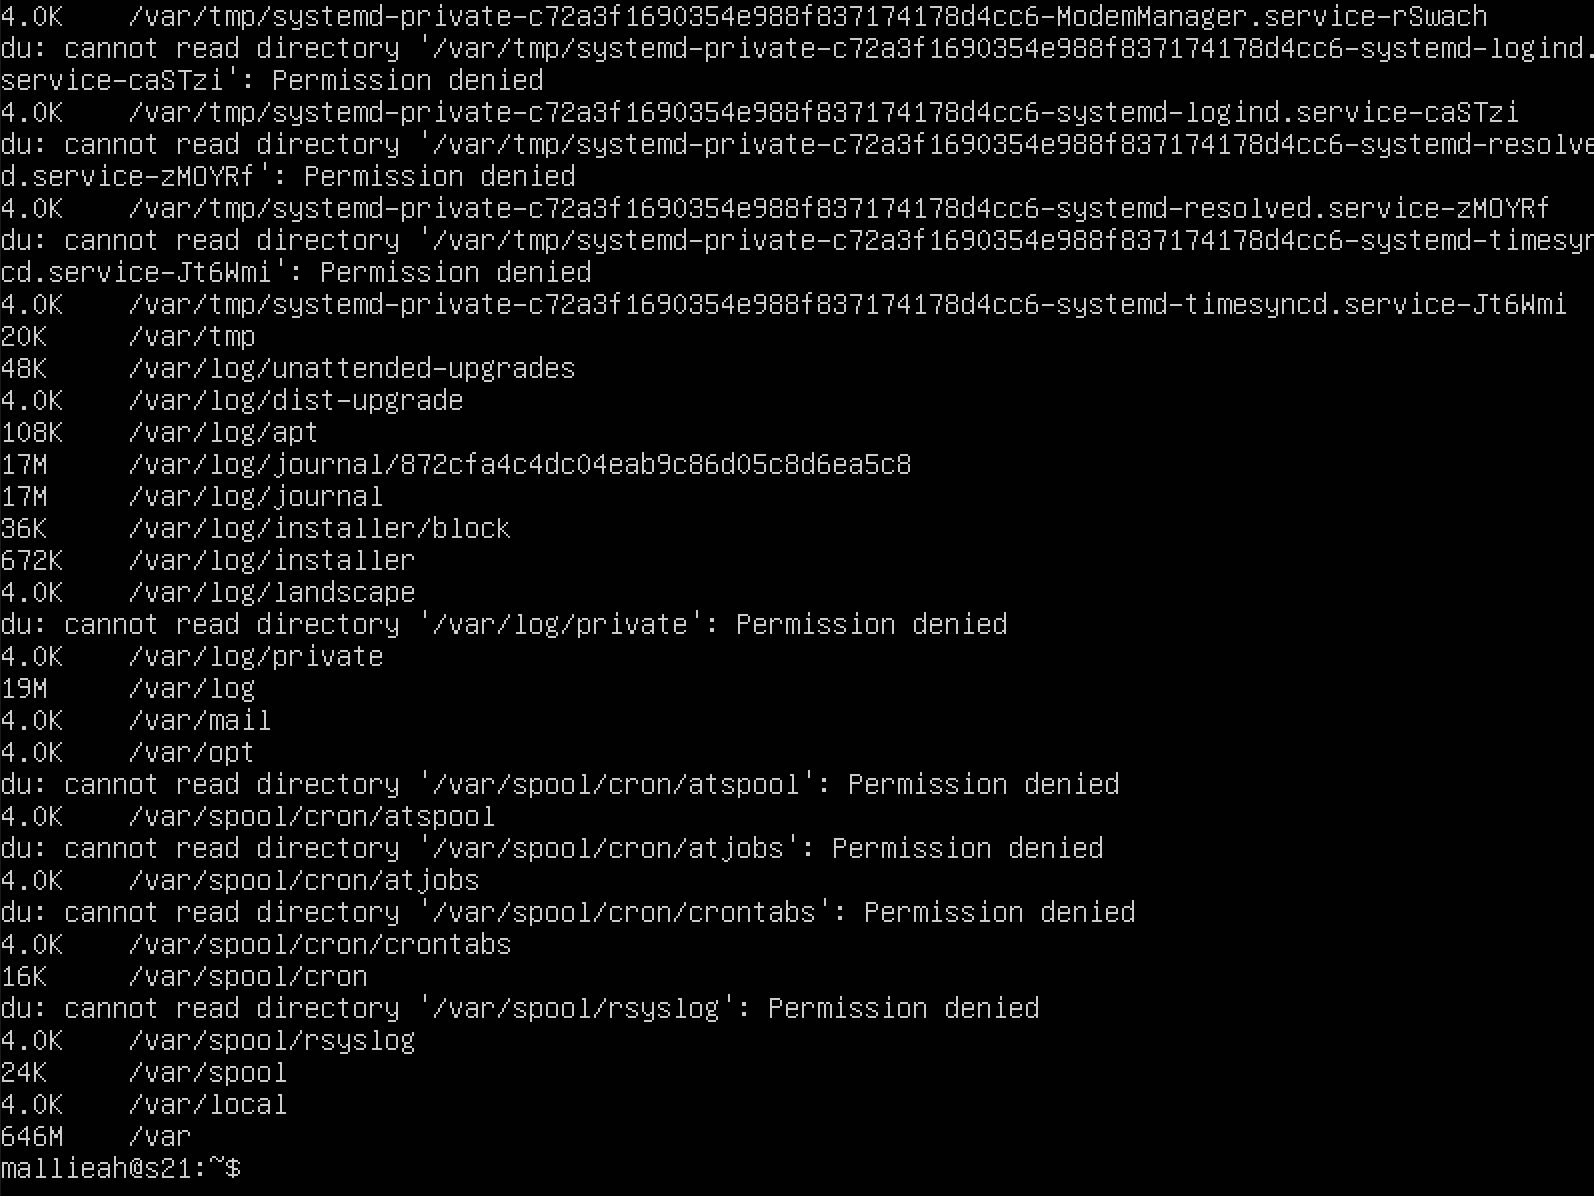 4.0K    /var/tmp/systemd-private-c72a3f1690354e988f837174178d4cc6-ModemManager.service-rSwach
du: cannot read directory '/var/tmp/systemd-private-c72a3f1690354e988f837174178d4cc6-systemd-logind.
service-caSTzi': Permission denied
4.0K    /var/tmp/systemd-private-c72a3f1690354e988f837174178d4cc6-systemd-logind.service-caSTzi
du: cannot read directory '/var/tmp/systemd-private-c72a3f1690354e988f837174178d4cc6-systemd-resolve
d.service-zMOYRf': Permission denied
4.0K    /var/tmp/systemd-private-c72a3f1690354e988f837174178d4cc6-systemd-resolved.service-zMOYRf
du: cannot read directory '/var/tmp/systemd-private-c72a3f1690354e988f837174178d4cc6-systemd-timesyn
cd.service-Jt6Wmi': Permission denied
4.0K    /var/tmp/systemd-private-c72a3f1690354e988f837174178d4cc6-systemd-timesyncd.service-Jt6Wmi
20K     /var/tmp
48K     /var/log/unattended-upgrades
4.0K    /var/log/dist-upgrade
108K    /var/log/apt
17M     /var/log/journal/872cfa4c4dc04eab9c86d05c8d6ea5c8
17M     /var/log/journal
36K     /var/log/installer/block
672K    /var/log/installer
4.0K    /var/log/landscape
du: cannot read directory '/var/log/private': Permission denied
4.0K    /var/log/private
19M     /var/log
4.0K    /var/mail
4.0K    /var/opt
du: cannot read directory '/var/spool/cron/atspool': Permission denied
4.0K    /var/spool/cron/atspool
du: cannot read directory '/var/spool/cron/atjobs': Permission denied
4.0K    /var/spool/cron/atjobs
du: cannot read directory '/var/spool/cron/crontabs': Permission denied
4.0K    /var/spool/cron/crontabs
16K     /var/spool/cron
du: cannot read directory '/var/spool/rsyslog': Permission denied
4.0K    /var/spool/rsyslog
24K     /var/spool
4.0K    /var/local
646M    /var
mallieah@s21:~$